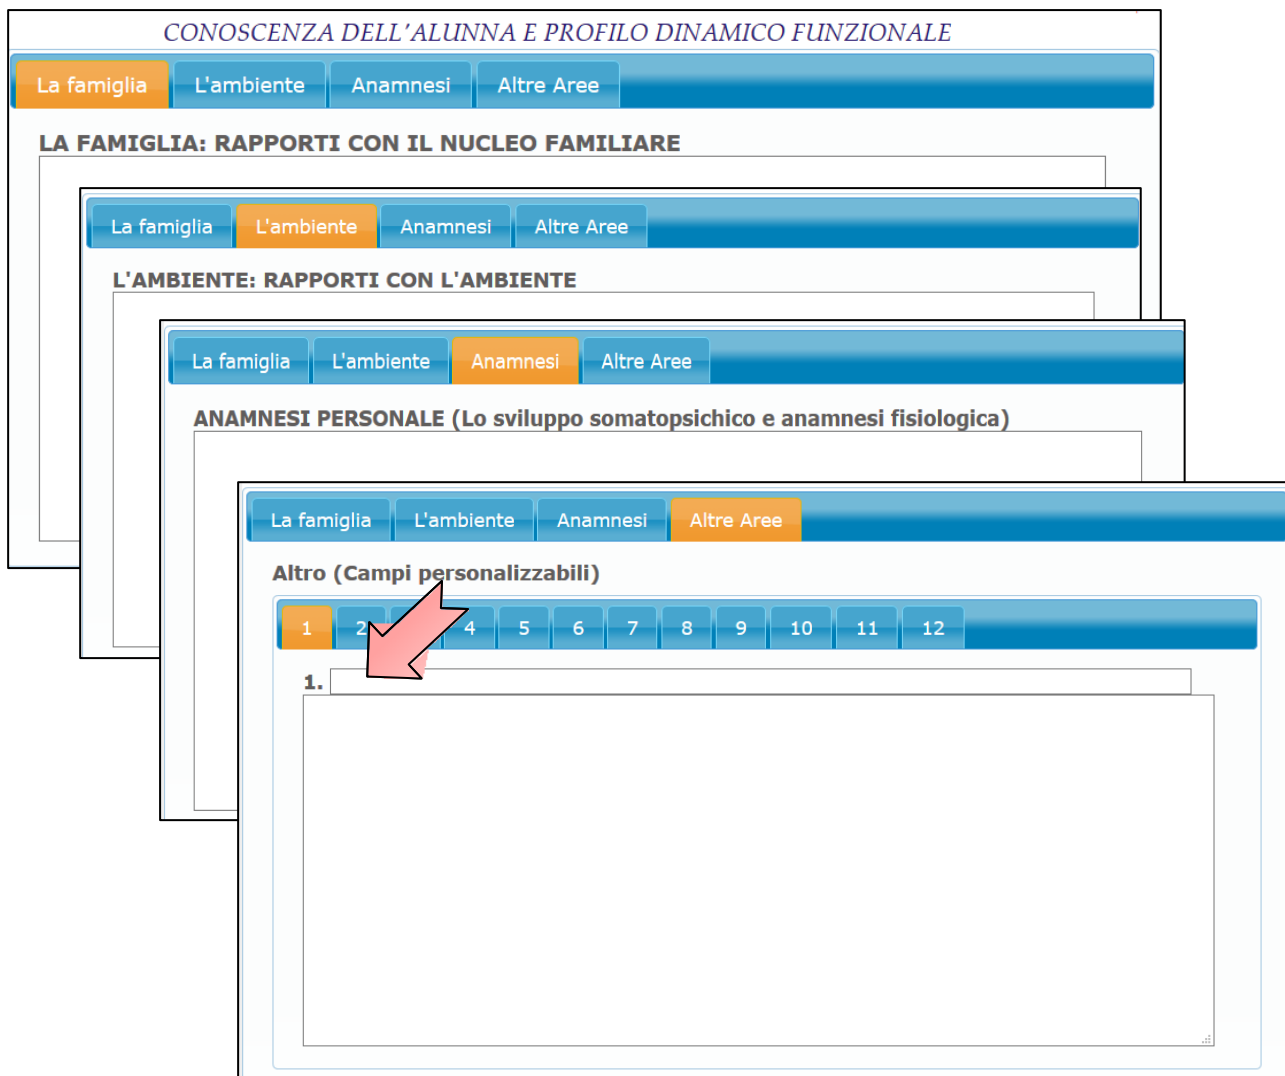 CONOSCENZA DELL'ALUNNA E PROFILO DINAMICO FUNZIONALE
La famiglia L'ambiente Anamnesi Altre Aree
LA FAMIGLIA: RAPPORTI CON IL NUCLEO FAMILIARE
La famiglia L'ambiente Anamnesi Altre Aree
L'AMBIENTE: RAPPORTI CON L'AMBIENTE
La famiglia L'ambiente Anamnesi Altre Aree
ANAMNESI PERSONALE (Lo sviluppo somatopsichico e anamnesi fisiologica)
La famiglia L'ambiente Anamnesi Altre Aree
Altro (Campi personalizzabili)
1 2 4 5 6 7 8 9 10 11 12
1.